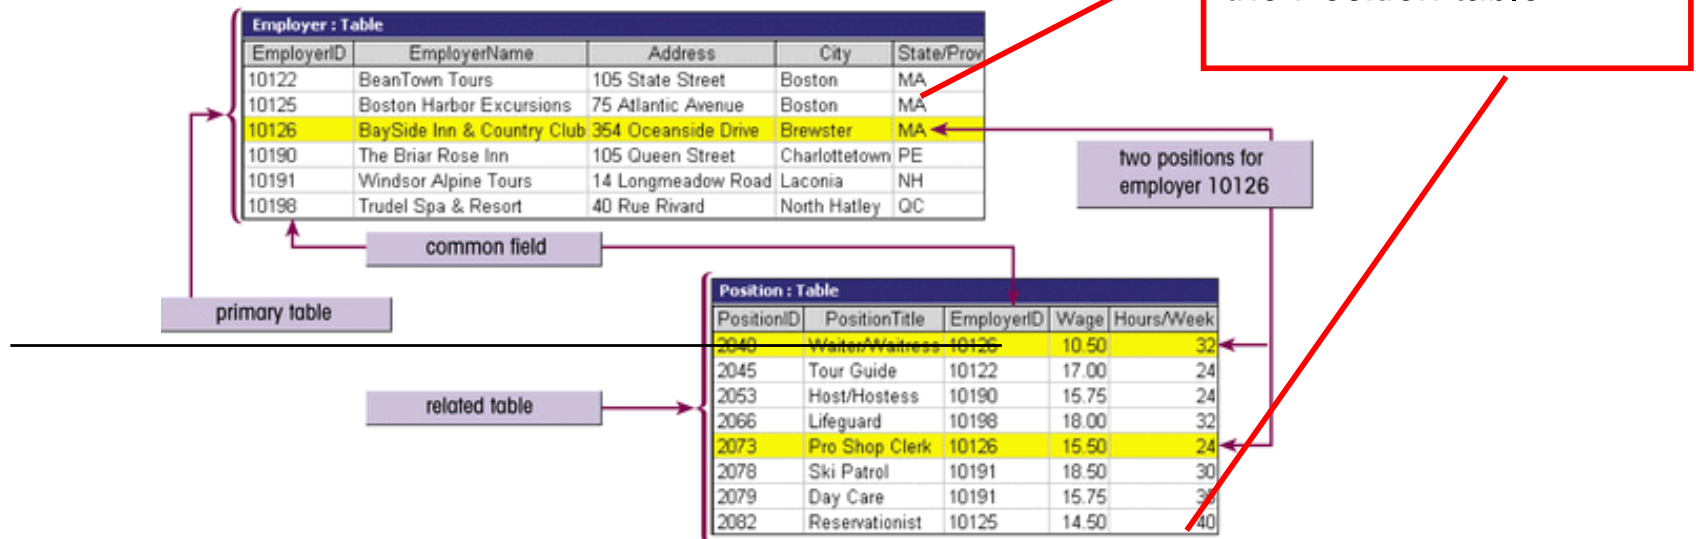 Employer : Table
EmployerID EmployerName Address City State/Prov
10122 BeanTown Tours 105 State Street Boston MA
10125 Boston Harbor Excursions 75 Atlantic Avenue Boston MA
10126 BaySide Inn & Country Club 354 Oceanside Drive Brewster MA
10190 The Briar Rose Inn 105 Queen Street Charlottetown PE
10191 Windsor Alpine Tours 14 Longmeadow Road Laconia NH
10198 Trudel Spa & Resort 40 Rue Rivard North Hatley QC
two positions for
employer 10126
common field
primary table
Position : Table
PositionID PositionTitle EmployerID Wage Hours/Week
2040 Waiter/Waitress 10126 10.50 32
2045 Tour Guide 10122 17.00 24
2053 Host/Hostess 10190 15.75 24
2066 Lifeguard 10198 18.00 32
2073 Pro Shop Clerk 10126 15.50 24
2078 Ski Patrol 10191 18.50 30
2079 Day Care 10191 15.75
2082 Reservationist 10125 14.50 40
related table